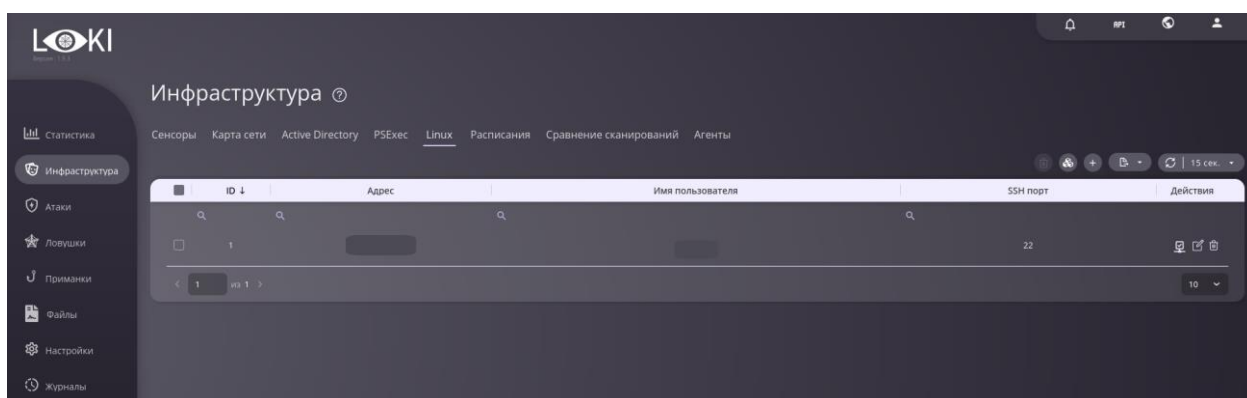 LOKI
API
Инфраструктура
Статистика
Инфраструктура
Атаки
Ловушки
Приманки
Файлы
Настройки
Журналы
Сенсоры Карта сети Active Directory PSExec Linux Расписания Сравнение сканирований Агенты
15 сек.
ID ↓ Адрес Имя пользователя SSH порт Действия
1 22
1 из 1
10